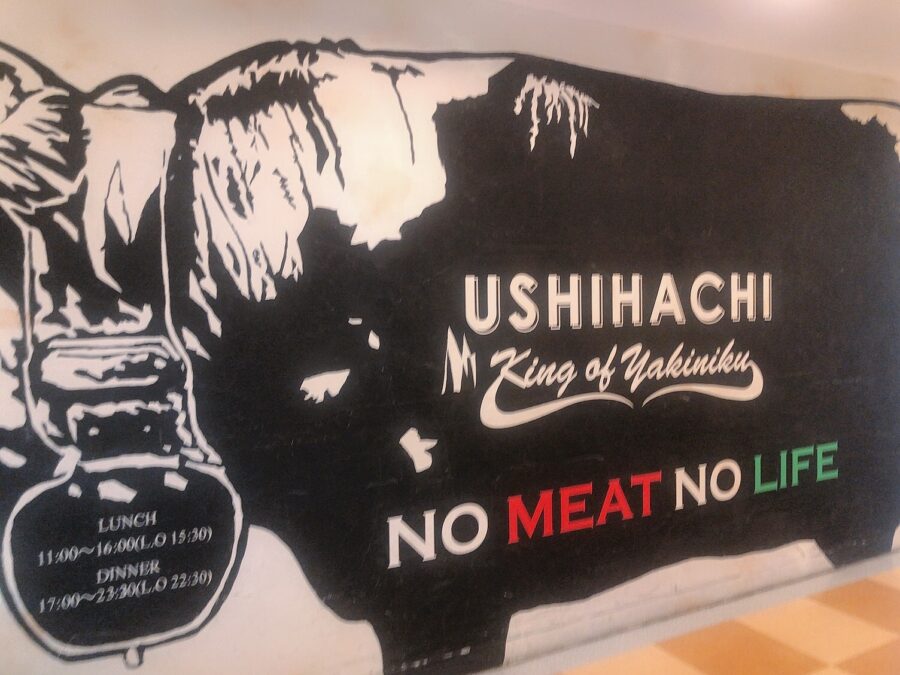 USHIHACHI
King of Yakiniku
NO MEAT NO LIFE
LUNCH
11:00～16:00(L.O 15:30)
DINNER
17:00～23:30(L.O 22:30)